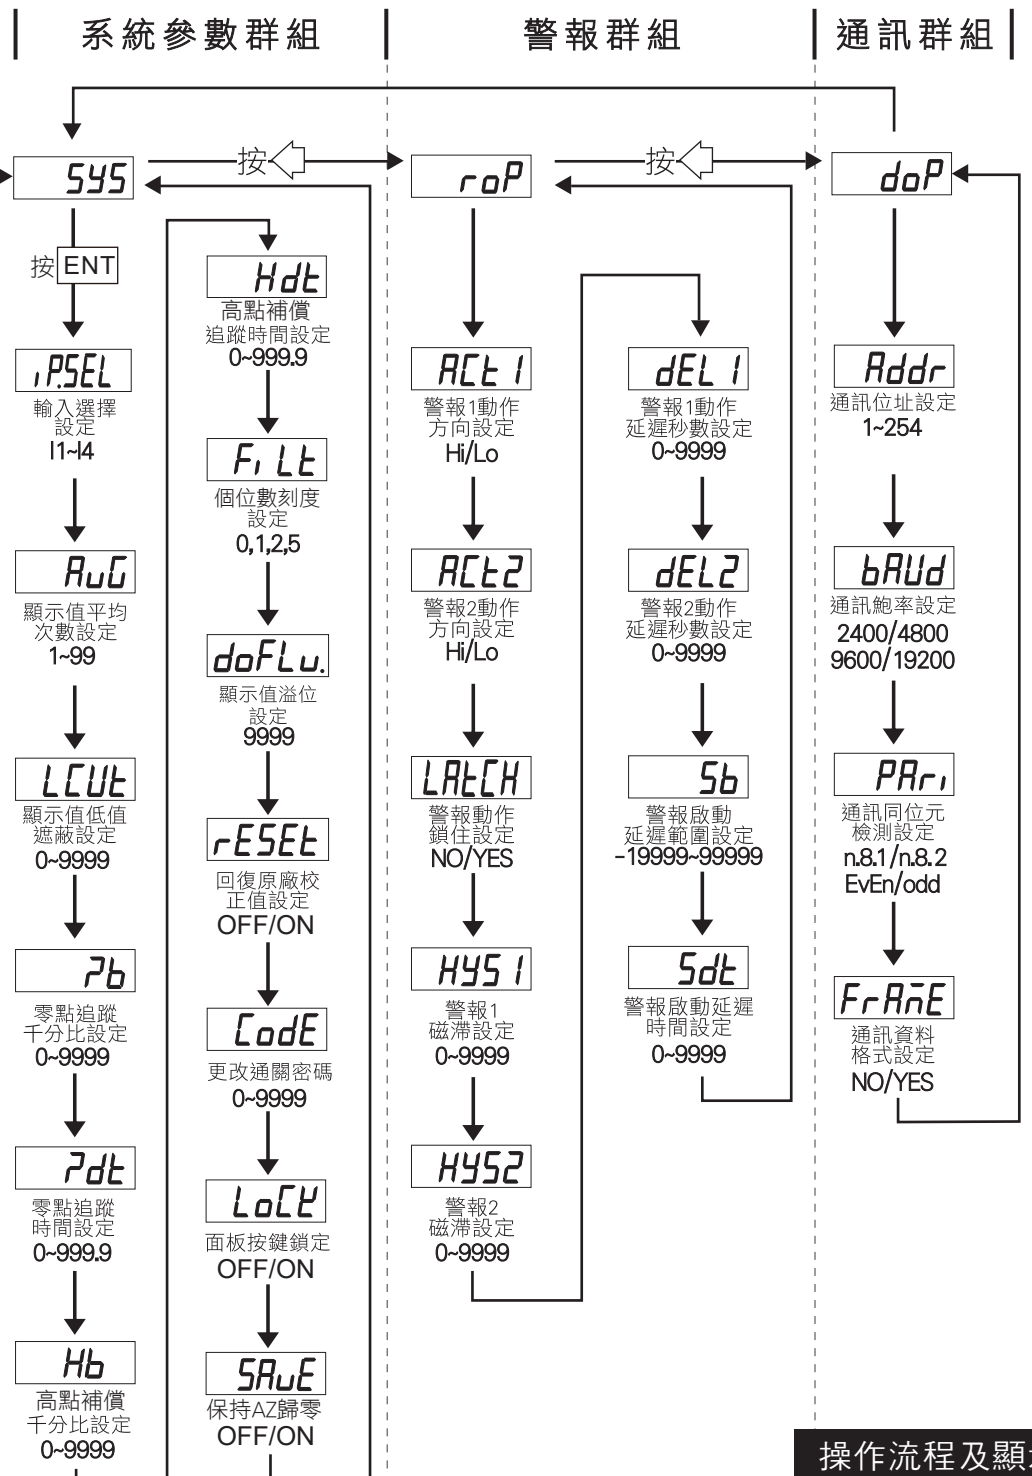 系統參數群組
警報群組
通訊群組
SYS
按
roP
按
doP
按 ENT
iP.SEL
輸入選擇
設定
I1~I4
AvG
顯示值平均
次數設定
1~99
LCUt
顯示值低值
遮蔽設定
0~9999
Zb
零點追蹤
千分比設定
0~9999
Zdt
零點追蹤
時間設定
0~999.9
Hb
高點補償
千分比設定
0~9999
Hdt
高點補償
追蹤時間設定
0~999.9
FiLt
個位數刻度
設定
0,1,2,5
doFLv.
顯示值溢位
設定
9999
rESEt
回復原廠校
正值設定
OFF/ON
CodE
更改通關密碼
0~9999
LoCK
面板按鍵鎖定
OFF/ON
SAvE
保持AZ歸零
OFF/ON
ACt1
警報1動作
方向設定
Hi/Lo
ACt2
警報2動作
方向設定
Hi/Lo
LAtCH
警報動作
鎖住設定
NO/YES
HYS1
警報1
磁滯設定
0~9999
HYS2
警報2
磁滯設定
0~9999
dEL1
警報1動作
延遲秒數設定
0~9999
dEL2
警報2動作
延遲秒數設定
0~9999
Sb
警報啟動
延遲範圍設定
-19999~99999
Sdt
警報啟動延遲
時間設定
0~9999
Addr
通訊位址設定
1~254
bAUd
通訊鮑率設定
2400/4800
9600/19200
PAri
通訊同位元
檢測設定
n.8.1/n.8.2
EvEn/odd
FrAmE
通訊資料
格式設定
NO/YES
操作流程及顯